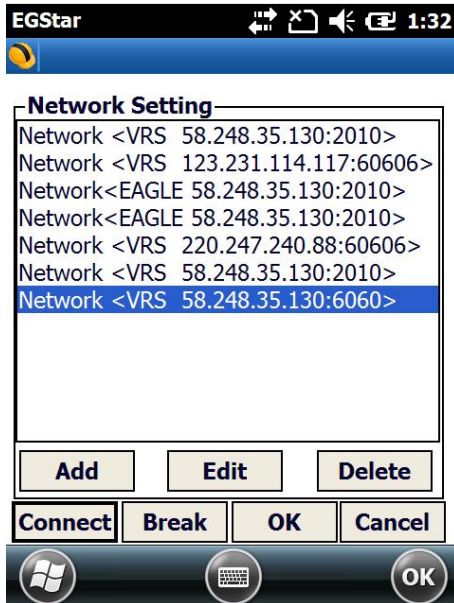 EGStar 1:32
Network Setting
Network <VRS 58.248.35.130:2010>
Network <VRS 123.231.114.117:60606>
Network<EAGLE 58.248.35.130:2010>
Network<EAGLE 58.248.35.130:2010>
Network <VRS 220.247.240.88:60606>
Network <VRS 58.248.35.130:2010>
Network <VRS 58.248.35.130:6060>
Add Edit Delete
Connect Break OK Cancel
OK